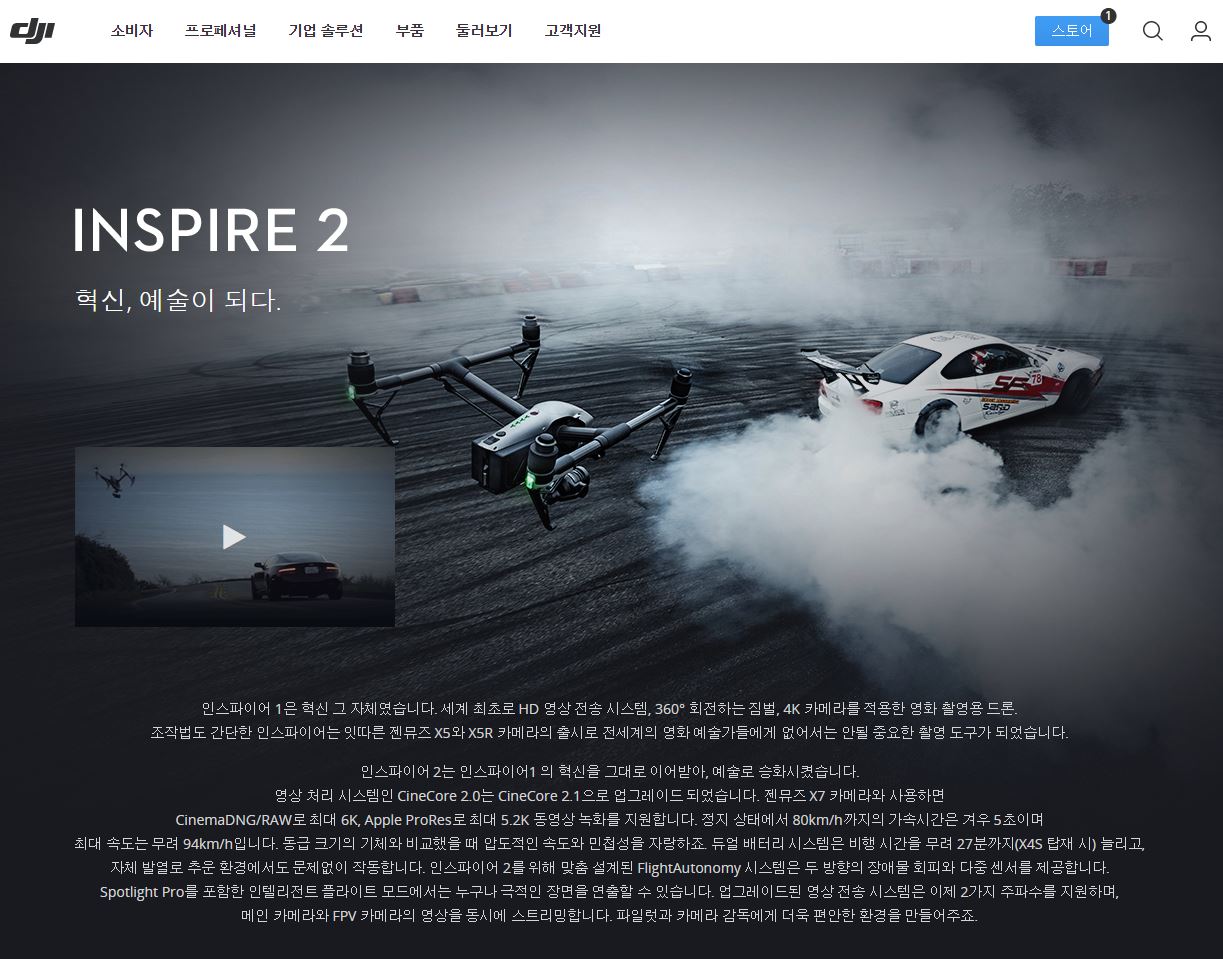 dji
소비자
프로페셔널
기업 솔루션
부품
둘러보기
고객지원
스토어
1
INSPIRE 2
혁신, 예술이 되다.
SR
78
SARD
인스파이어 1은 혁신 그 자체였습니다. 세계 최초로 HD 영상 전송 시스템, 360° 회전하는 짐벌, 4K 카메라를 적용한 영화 촬영용 드론.
조작법도 간단한 인스파이어는 잇따른 젠뮤즈 X5와 X5R 카메라의 출시로 전세계의 영화 예술가들에게 없어서는 안될 중요한 촬영 도구가 되었습니다.
인스파이어 2는 인스파이어1 의 혁신을 그대로 이어받아, 예술로 승화시켰습니다.
영상 처리 시스템인 CineCore 2.0는 CineCore 2.1으로 업그레이드 되었습니다. 젠뮤즈 X7 카메라와 사용하면
CinemaDNG/RAW로 최대 6K, Apple ProRes로 최대 5.2K 동영상 녹화를 지원합니다. 정지 상태에서 80km/h까지의 가속시간은 겨우 5초이며
최대 속도는 무려 94km/h입니다. 동급 크기의 기체와 비교했을 때 압도적인 속도와 민첩성을 자랑하죠. 듀얼 배터리 시스템은 비행 시간을 무려 27분까지(X4S 탑재 시) 늘리고,
자체 발열로 추운 환경에서도 문제없이 작동합니다. 인스파이어 2를 위해 맞춤 설계된 FlightAutonomy 시스템은 두 방향의 장애물 회피와 다중 센서를 제공합니다.
Spotlight Pro를 포함한 인텔리전트 플라이트 모드에서는 누구나 극적인 장면을 연출할 수 있습니다. 업그레이드된 영상 전송 시스템은 이제 2가지 주파수를 지원하며,
메인 카메라와 FPV 카메라의 영상을 동시에 스트리밍합니다. 파일럿과 카메라 감독에게 더욱 편안한 환경을 만들어주죠.